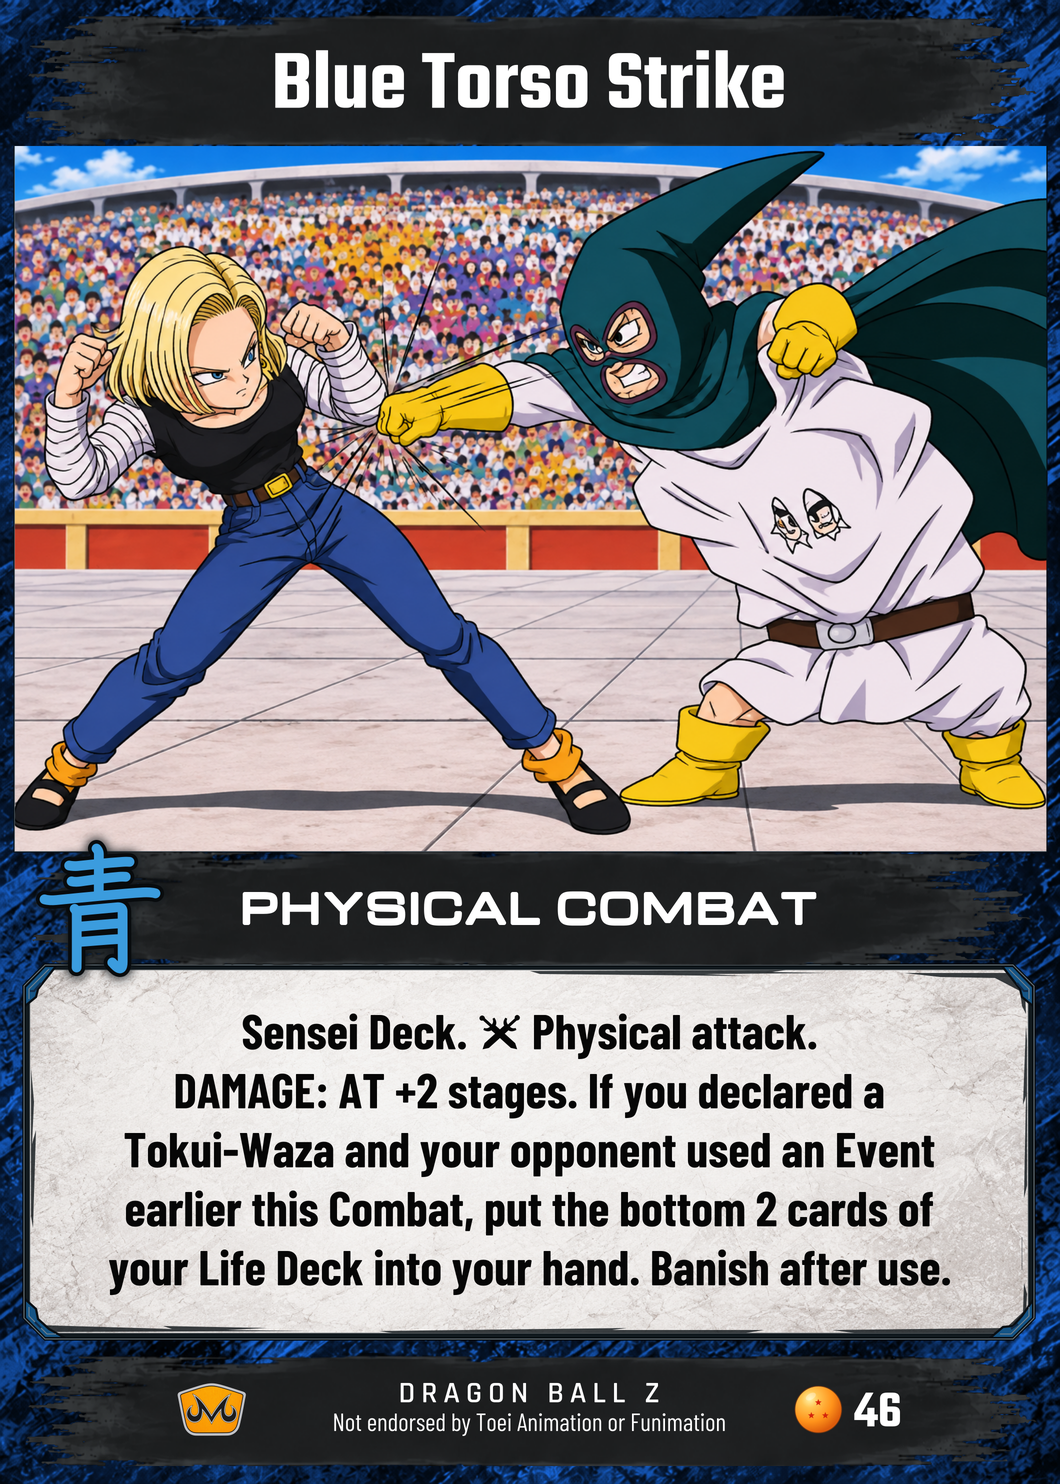 Blue Torso Strike
青
PHYSICAL COMBAT
Sensei Deck. Physical attack.
DAMAGE: AT +2 stages. If you declared a
Tokui-Waza and your opponent used an Event
earlier this Combat, put the bottom 2 cards of
your Life Deck into your hand. Banish after use.
M
DRAGON BALL Z
Not endorsed by Toei Animation or Funimation
46